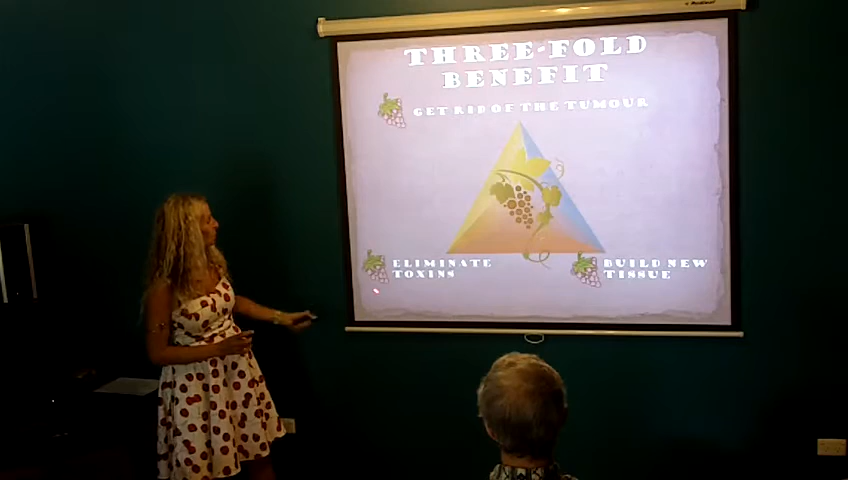 THREE-FOLD
BENEFIT
GET RID OF THE TUMOUR
ELIMINATE
TOXINS
BUILD NEW
TISSUE